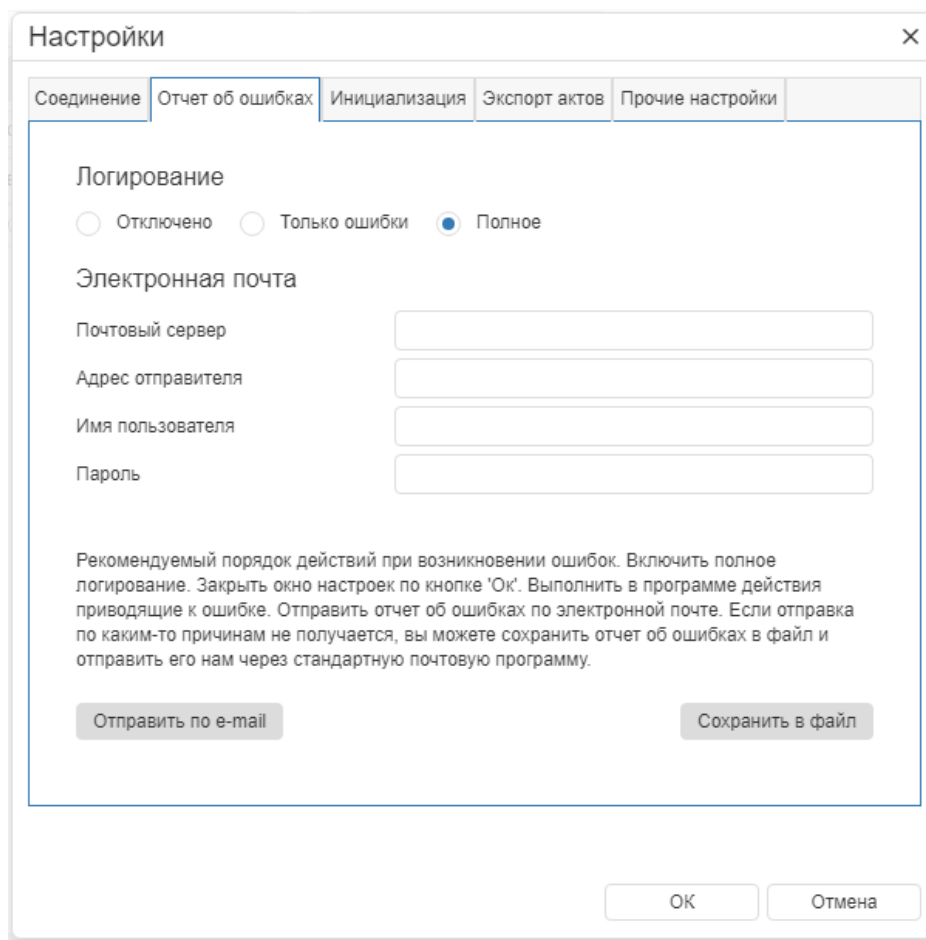 Настройки
Соединение Отчет об ошибках Инициализация Экспорт актов Прочие настройки
Логирование
Отключено Только ошибки Полное
Электронная почта
Почтовый сервер
Адрес отправителя
Имя пользователя
Пароль
Рекомендуемый порядок действий при возникновении ошибок. Включить полное
логирование. Закрыть окно настроек по кнопке 'Ок'. Выполнить в программе действия
приводящие к ошибке. Отправить отчет об ошибках по электронной почте. Если отправка
по каким-то причинам не получается, вы можете сохранить отчет об ошибках в файл и
отправить его нам через стандартную почтовую программу.
Отправить по e-mail Сохранить в файл
ОК Отмена